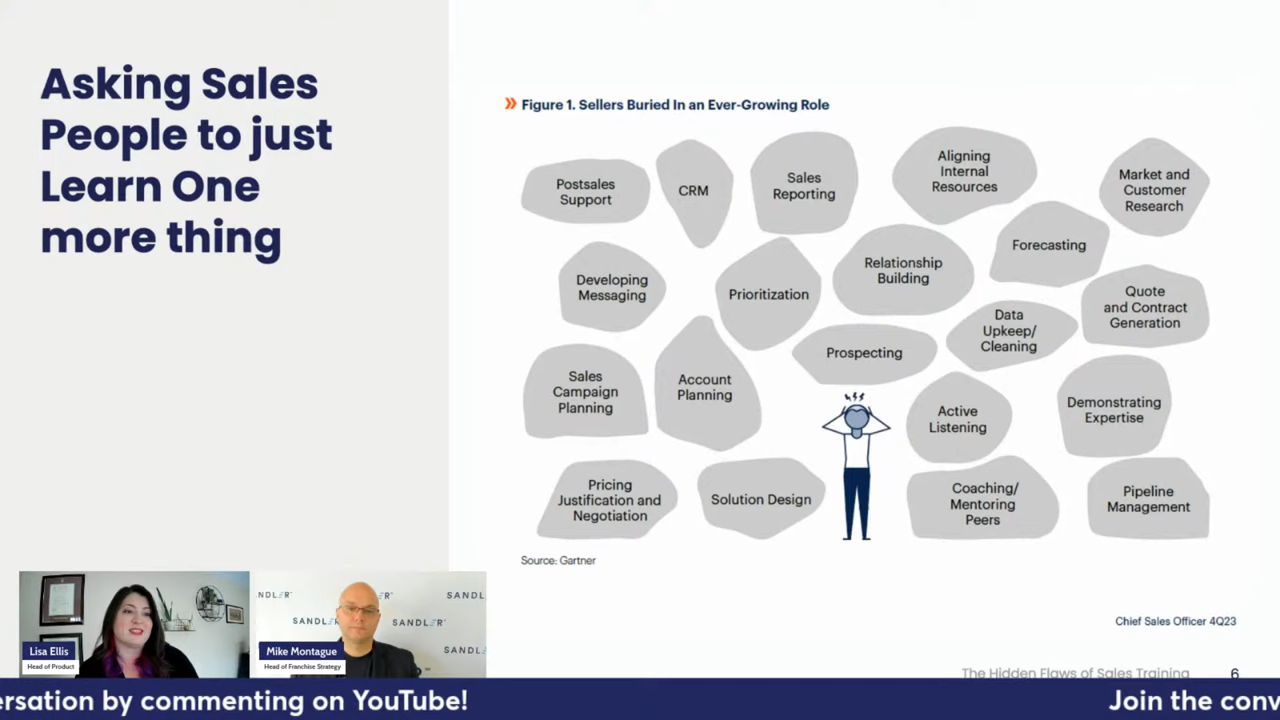 Asking Sales
People to just
Learn One
more thing
» Figure 1. Sellers Buried In an Ever-Growing Role
Postsales
Support
CRM
Sales
Reporting
Aligning
Internal
Resources
Market and
Customer
Research
Developing
Messaging
Prioritization
Relationship
Building
Forecasting
Quote
and Contract
Generation
Data
Upkeep/
Cleaning
Prospecting
Sales
Campaign
Planning
Account
Planning
Active
Listening
Demonstrating
Expertise
Pricing
Justification and
Negotiation
Solution Design
Coaching/
Mentoring
Peers
Pipeline
Management
Source: Gartner
Chief Sales Officer 4Q23
The Hidden Flaws of Sales Training 6
NDLER
SANDLER
SANDL
SANDLER
SANDLER
SANDL
Lisa Ellis
Head of Product
Mike Montague
Head of Franchise Strategy
ersation by commenting on YouTube!
Join the conv